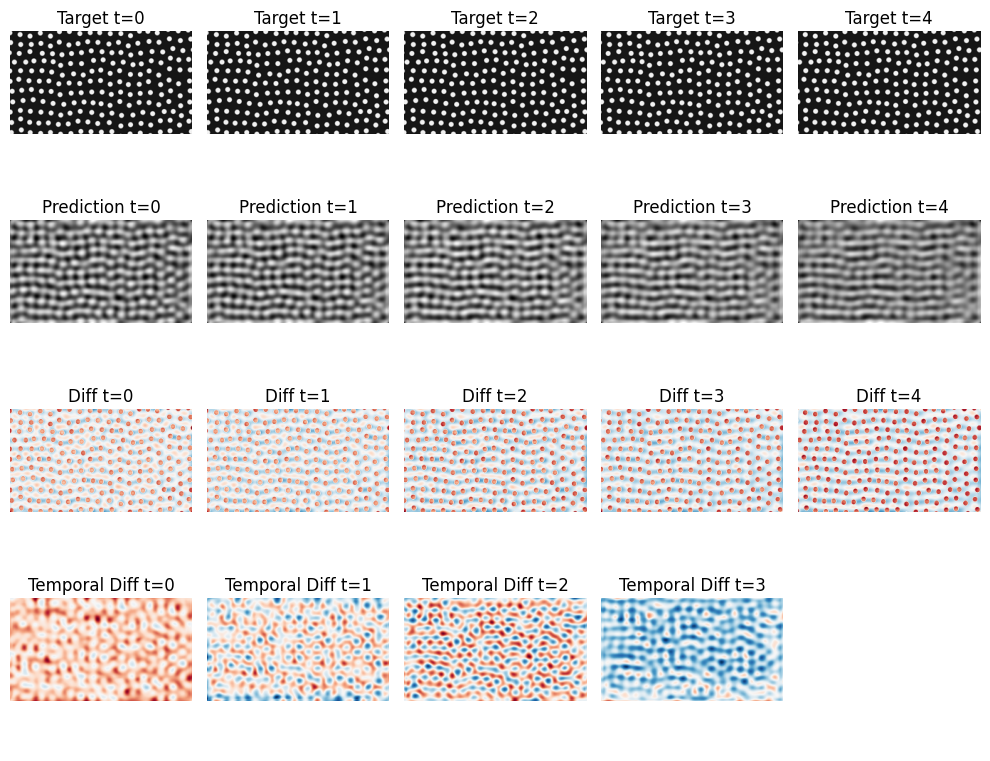 Target t=0 Target t=1 Target t=2 Target t=3 Target t=4
Prediction t=0 Prediction t=1 Prediction t=2 Prediction t=3 Prediction t=4
Diff t=0 Diff t=1 Diff t=2 Diff t=3 Diff t=4
Temporal Diff t=0 Temporal Diff t=1 Temporal Diff t=2 Temporal Diff t=3